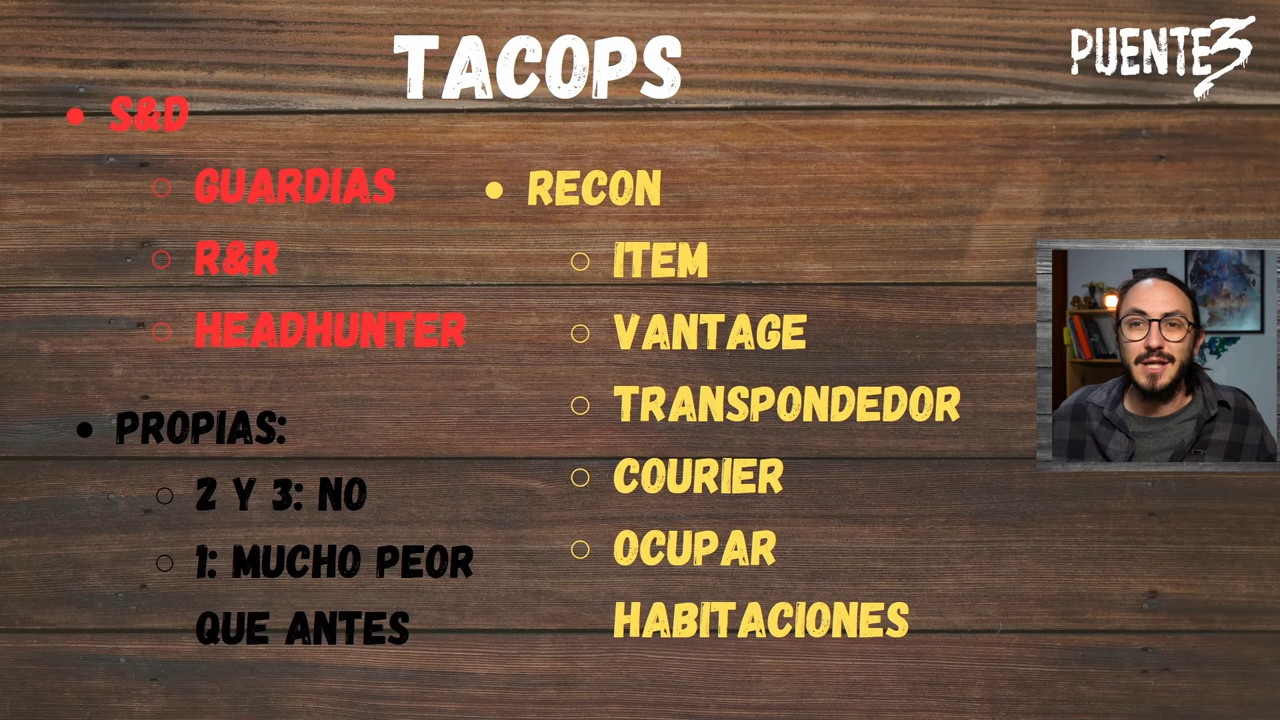 TACOPS
PUENTE3
S&D
GUARDIAS
R&R
HEADHUNTER
PROPIAS:
2 Y 3: NO
1: MUCHO PEOR
QUE ANTES
RECON
ITEM
VANTAGE
TRANSPONDEDOR
COURIER
OCUPAR
HABITACIONES